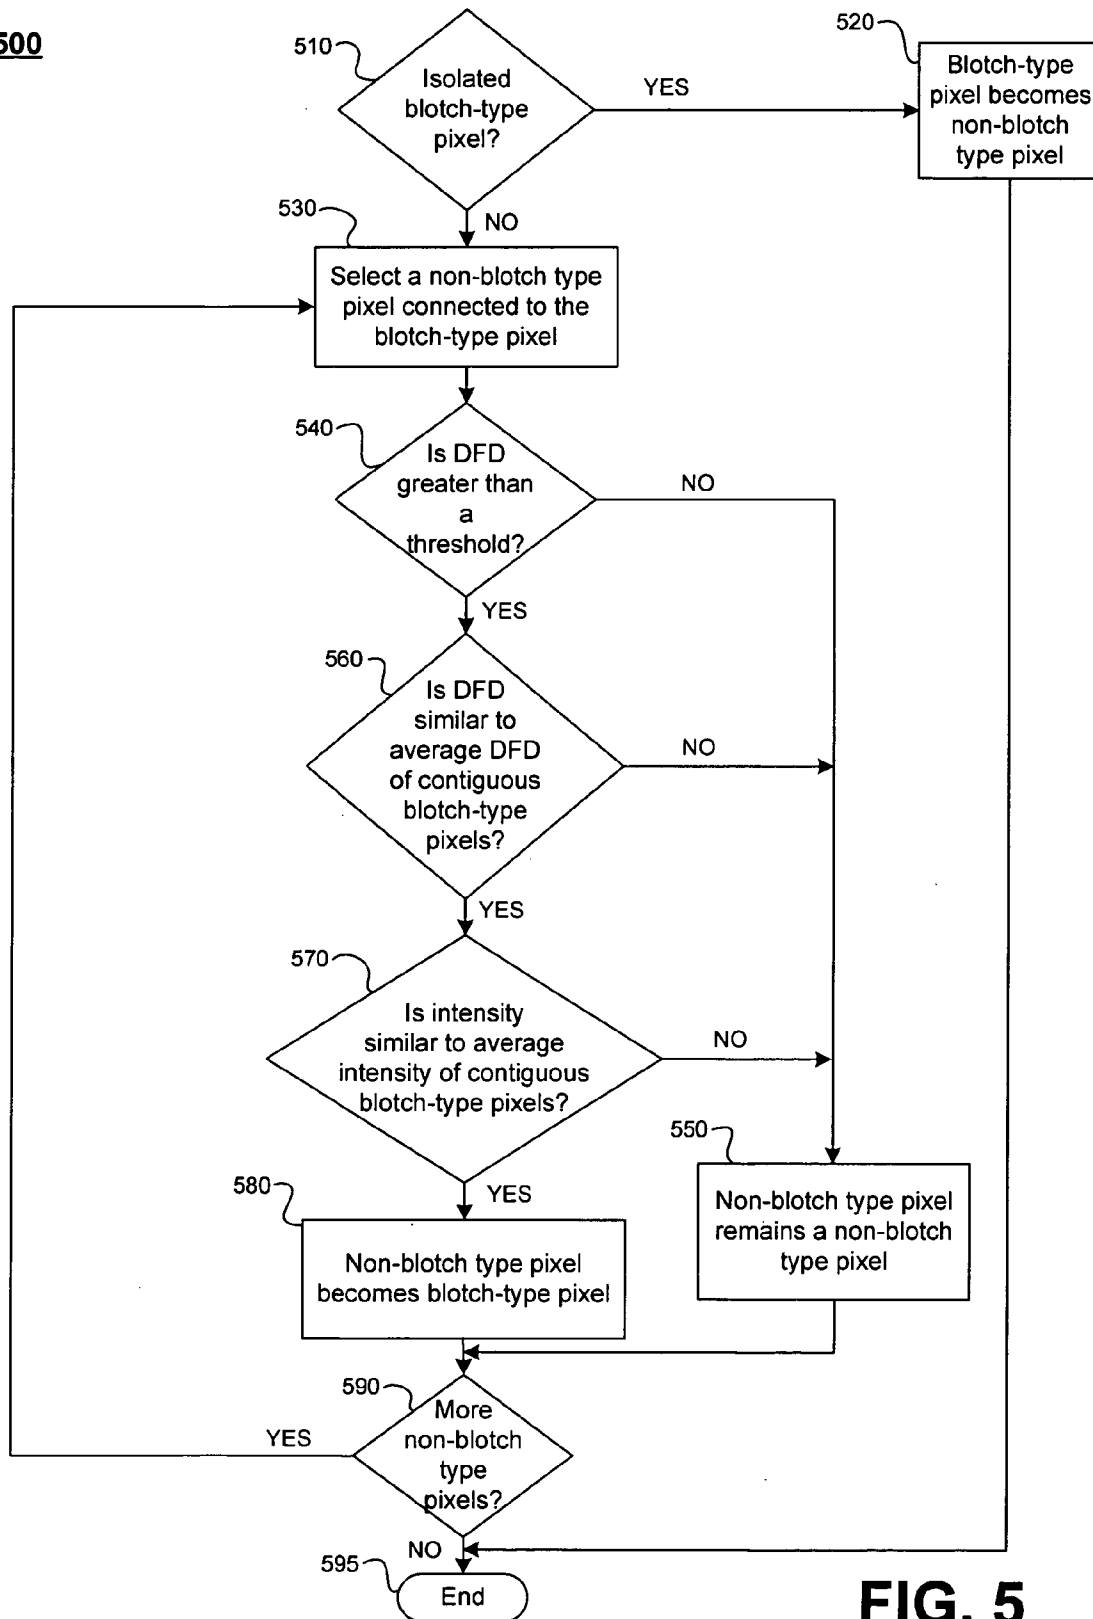 500
510
Isolated
blotch-type
pixel?
YES
520
Blotch-type
pixel becomes
non-blotch
type pixel
NO
530
Select a non-blotch type
pixel connected to the
blotch-type pixel
540
Is DFD
greater than
a
threshold?
NO
YES
560
Is DFD
similar to
average DFD
of contiguous
blotch-type
pixels?
NO
YES
570
Is intensity
similar to average
intensity of contiguous
blotch-type pixels?
NO
550
Non-blotch type pixel
remains a non-blotch
type pixel
YES
580
Non-blotch type pixel
becomes blotch-type pixel
590
More
non-blotch
type
pixels?
YES
NO
595
End
FIG. 5